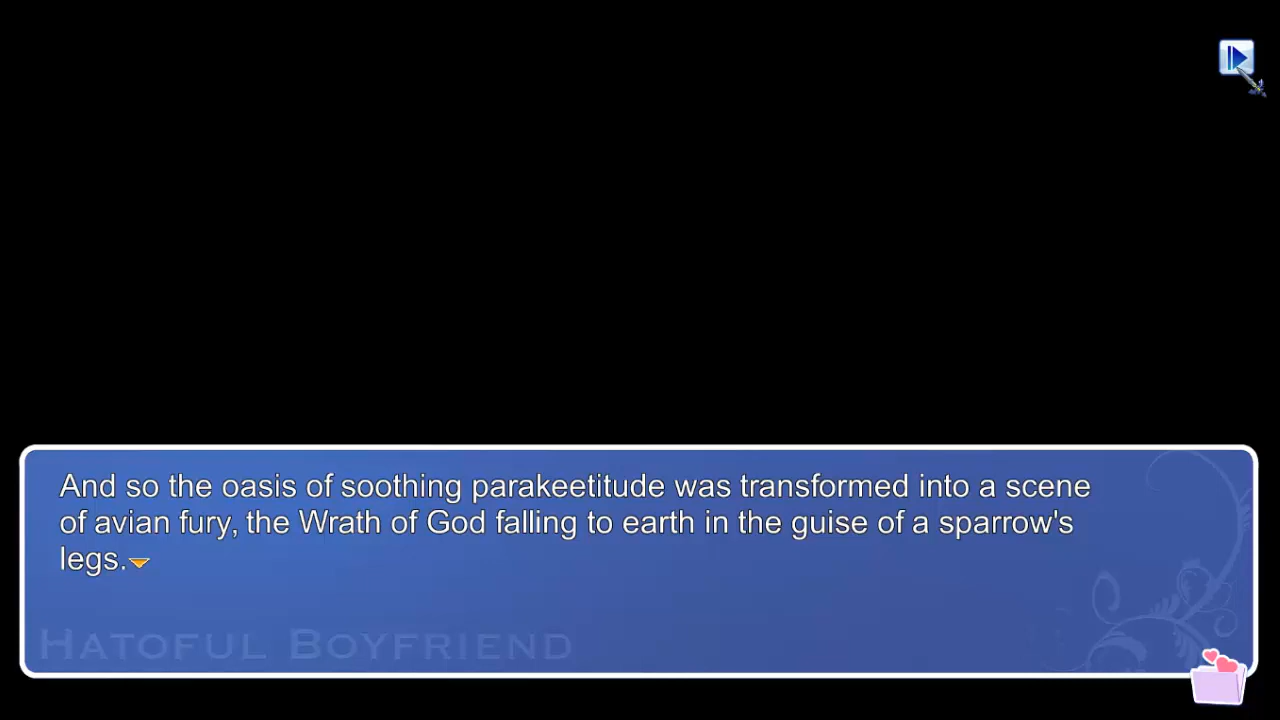 And so the oasis of soothing parakeetitude was transformed into a scene
of avian fury, the Wrath of God falling to earth in the guise of a sparrow's
legs.
HATOFUL BOYFRIEND